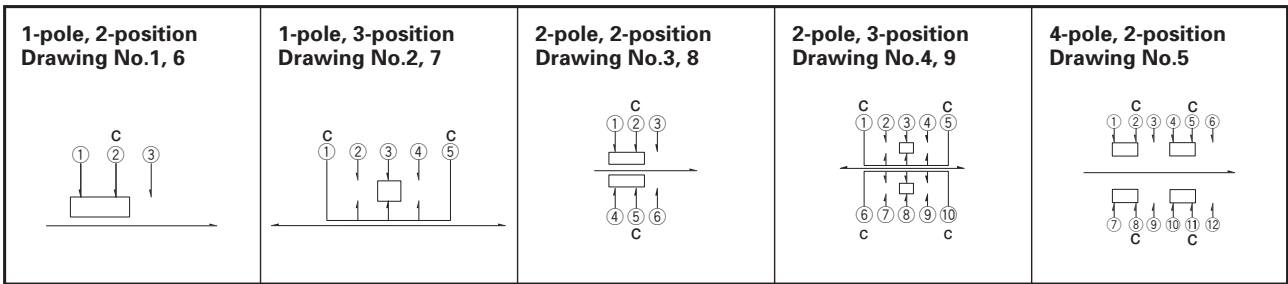 1-pole, 2-position
Drawing No.1, 6
C
① ② ③
1-pole, 3-position
Drawing No.2, 7
C C
① ② ③ ④ ⑤
2-pole, 2-position
Drawing No.3, 8
C
① ② ③
④ ⑤ ⑥
C
2-pole, 3-position
Drawing No.4, 9
C C
① ② ③ ④ ⑤
⑥ ⑦ ⑧ ⑨ ⑩
C C
4-pole, 2-position
Drawing No.5
C C
① ② ③ ④ ⑤ ⑥
⑦ ⑧ ⑨ ⑩ ⑪ ⑫
C C